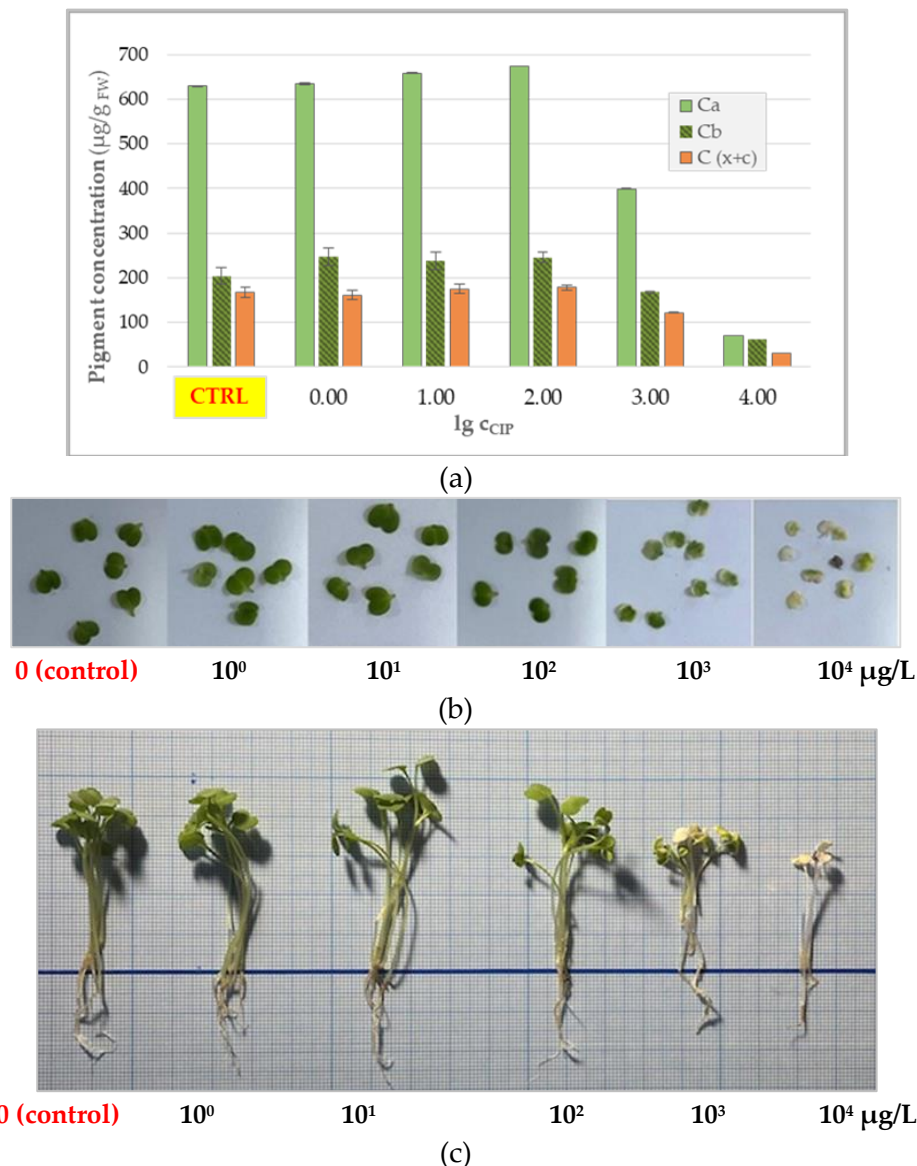 700
600
500
400
300
200
100
0
Pigment concentration (µg/g FW)
Ca
Cb
C (x+c)
CTRL 0.00 1.00 2.00 3.00 4.00
lg cCIP
(a)
0 (control) 10⁰ 10¹ 10² 10³ 10⁴ µg/L
(b)
0 (control) 10⁰ 10¹ 10² 10³ 10⁴ µg/L
(c)